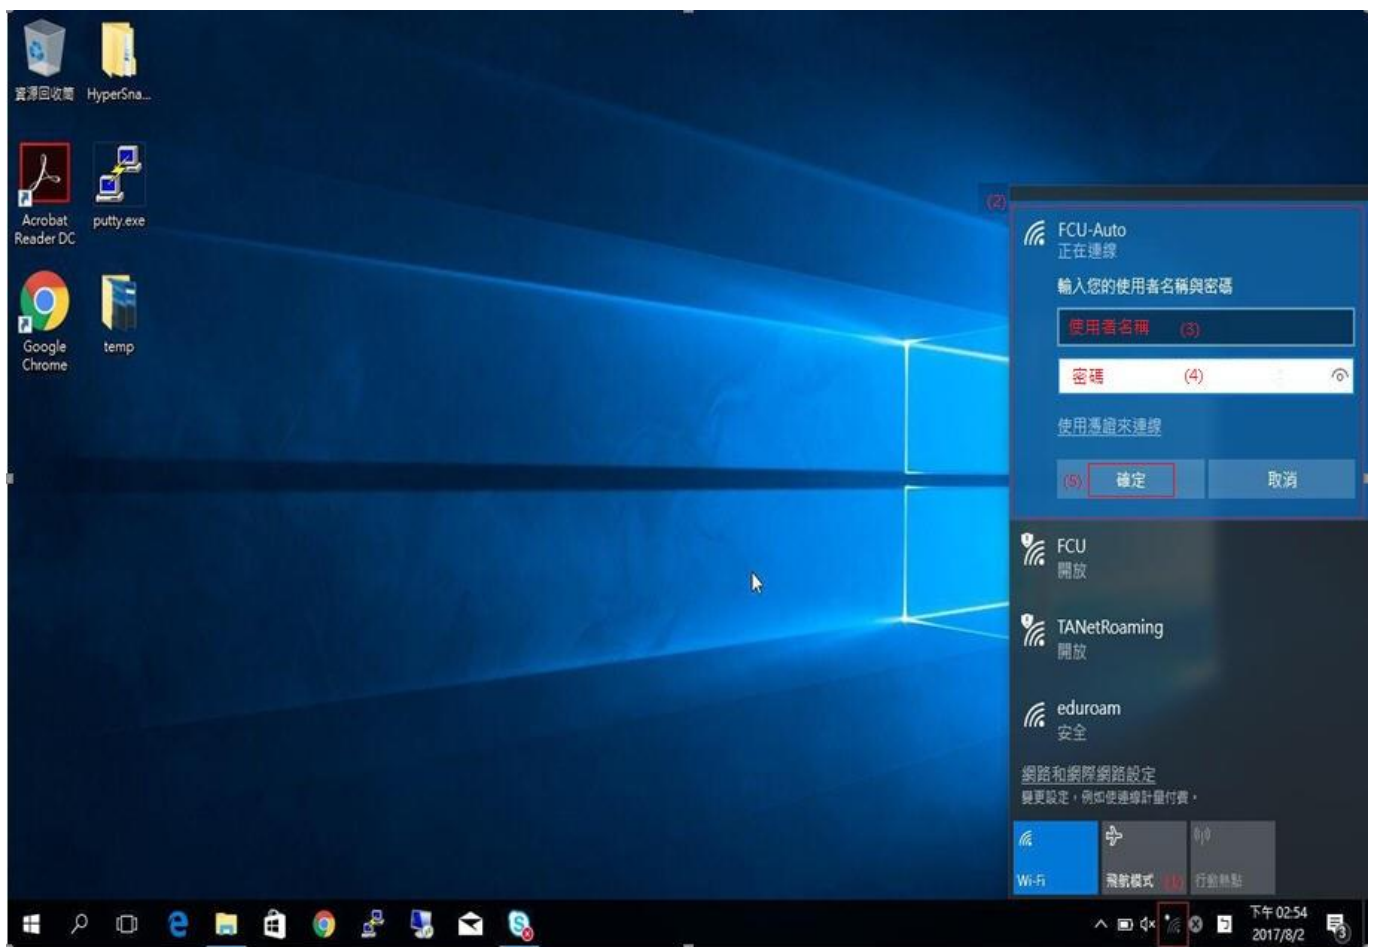 資源回收筒
HyperSna...
Acrobat
Reader DC
putty.exe
Google
Chrome
temp
(2)
FCU-Auto
正在連線
輸入您的使用者名稱與密碼
使用者名稱 (3)
密碼 (4)
使用憑證來連線
(5) 確定 取消
FCU
開放
TANetRoaming
開放
eduroam
安全
網路和網際網路設定
變更設定，例如使連線計量付費。
Wi-Fi 飛航模式 (1) 行動熱點
下午 02:54
2017/8/2
3